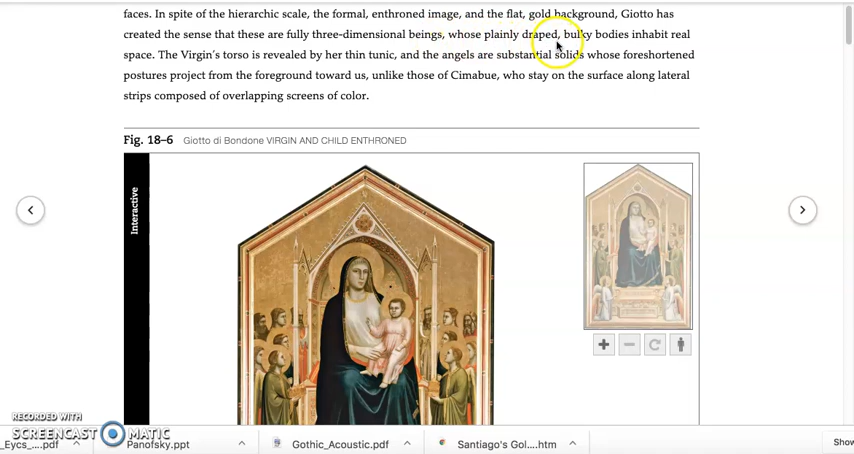 faces. In spite of the hierarchic scale, the formal, enthroned image, and the flat, gold background, Giotto has
created the sense that these are fully three-dimensional beings, whose plainly draped, bulky bodies inhabit real
space. The Virgin's torso is revealed by her thin tunic, and the angels are substantial solids whose foreshortened
postures project from the foreground toward us, unlike those of Cimabue, who stay on the surface along lateral
strips composed of overlapping screens of color.
Fig. 18–6 Giotto di Bondone VIRGIN AND CHILD ENTHRONED
Interactive
RECORDED WITH
SCREENCAST MATIC
_Eycs_....pdf Panofsky.ppt Gothic_Acoustic.pdf Santiago's Gol....htm Show